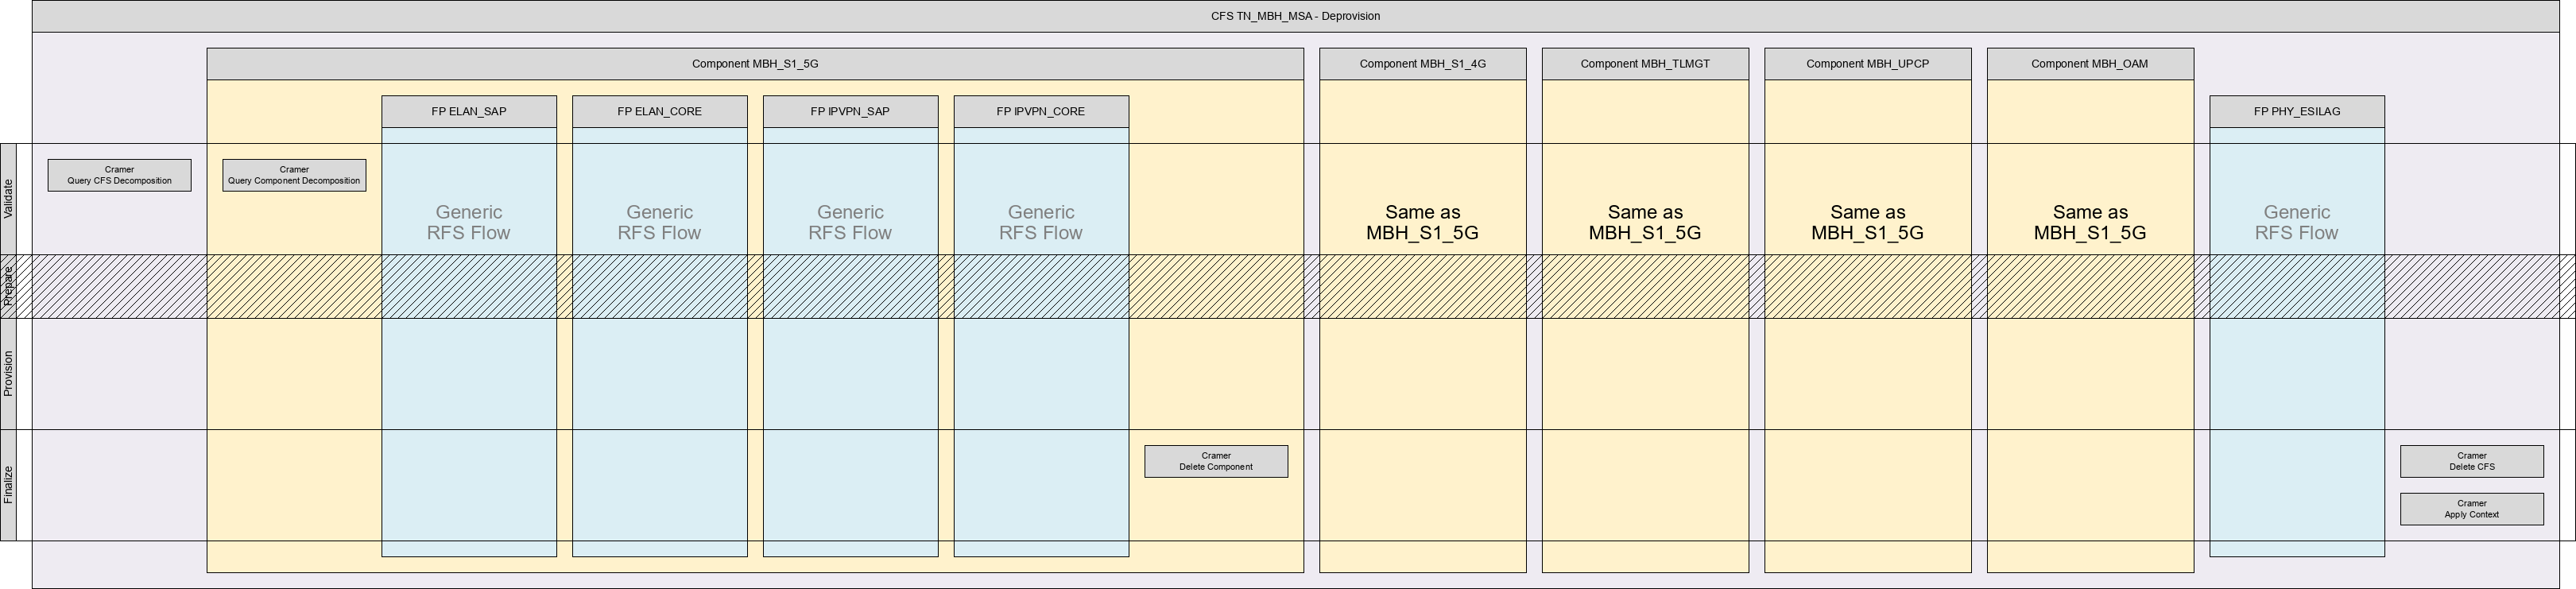 CFS TN_MBH_MSA - Deprovision
Component MBH_S1_5G
Component MBH_S1_4G
Component MBH_TLMGT
Component MBH_UPCP
Component MBH_OAM
FP ELAN_SAP
FP ELAN_CORE
FP IPVPN_SAP
FP IPVPN_CORE
FP PHY_ESILAG
Validate
Cramer
Query CFS Decomposition
Cramer
Query Component Decomposition
Generic
RFS Flow
Generic
RFS Flow
Generic
RFS Flow
Generic
RFS Flow
Same as
MBH_S1_5G
Same as
MBH_S1_5G
Same as
MBH_S1_5G
Same as
MBH_S1_5G
Generic
RFS Flow
Prepare
Provision
Finalize
Cramer
Delete Component
Cramer
Delete CFS
Cramer
Apply Context